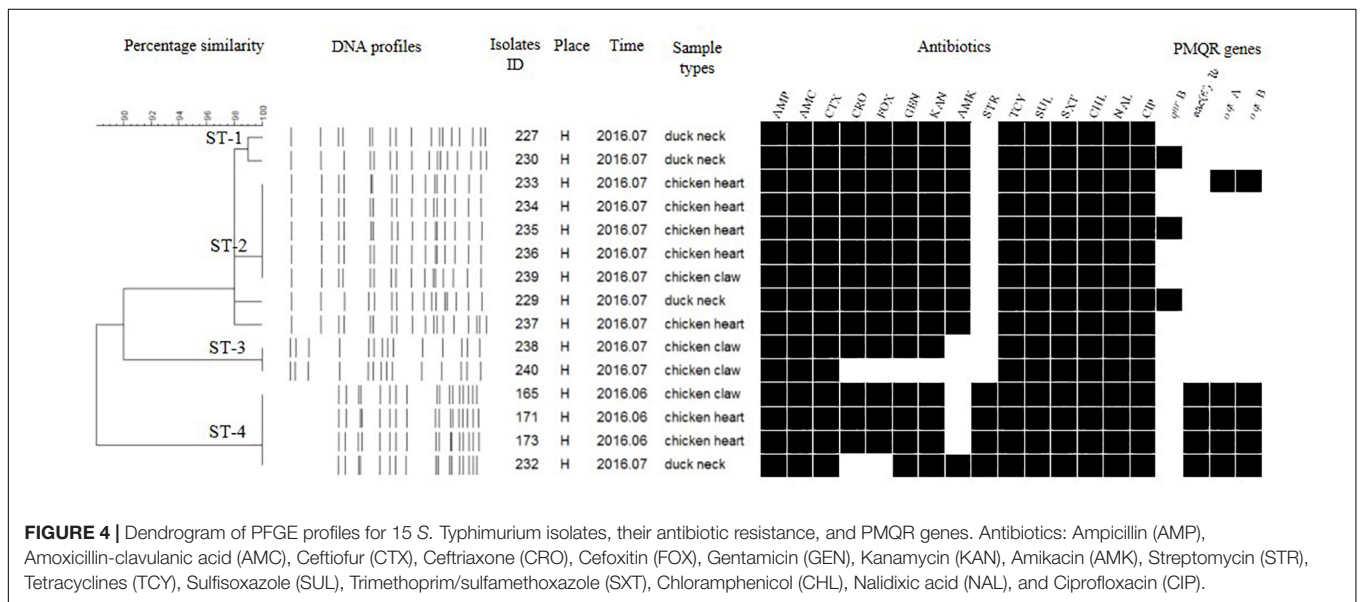 Percentage similarity DNA profiles Isolates ID Place Time Sample types Antibiotics PMQR genes
90 92 94 96 98 100 AMP AMC CTX CRO FOX GEN KAN AMK STR TCY SUL SXT CHL NAL CIP qnr B
ST-1 227 H 2016.07 duck neck
230 H 2016.07 duck neck
233 H 2016.07 chicken heart
234 H 2016.07 chicken heart
ST-2 235 H 2016.07 chicken heart
236 H 2016.07 chicken heart
239 H 2016.07 chicken claw
229 H 2016.07 duck neck
237 H 2016.07 chicken heart
ST-3 238 H 2016.07 chicken claw
240 H 2016.07 chicken claw
165 H 2016.06 chicken claw
171 H 2016.06 chicken heart
ST-4 173 H 2016.06 chicken heart
232 H 2016.07 duck neck
FIGURE 4 | Dendrogram of PFGE profiles for 15 S. Typhimurium isolates, their antibiotic resistance, and PMQR genes. Antibiotics: Ampicillin (AMP),
Amoxicillin-clavulanic acid (AMC), Ceftiofur (CTX), Ceftriaxone (CRO), Cefoxitin (FOX), Gentamicin (GEN), Kanamycin (KAN), Amikacin (AMK), Streptomycin (STR),
Tetracyclines (TCY), Sulfisoxazole (SUL), Trimethoprim/sulfamethoxazole (SXT), Chloramphenicol (CHL), Nalidixic acid (NAL), and Ciprofloxacin (CIP).